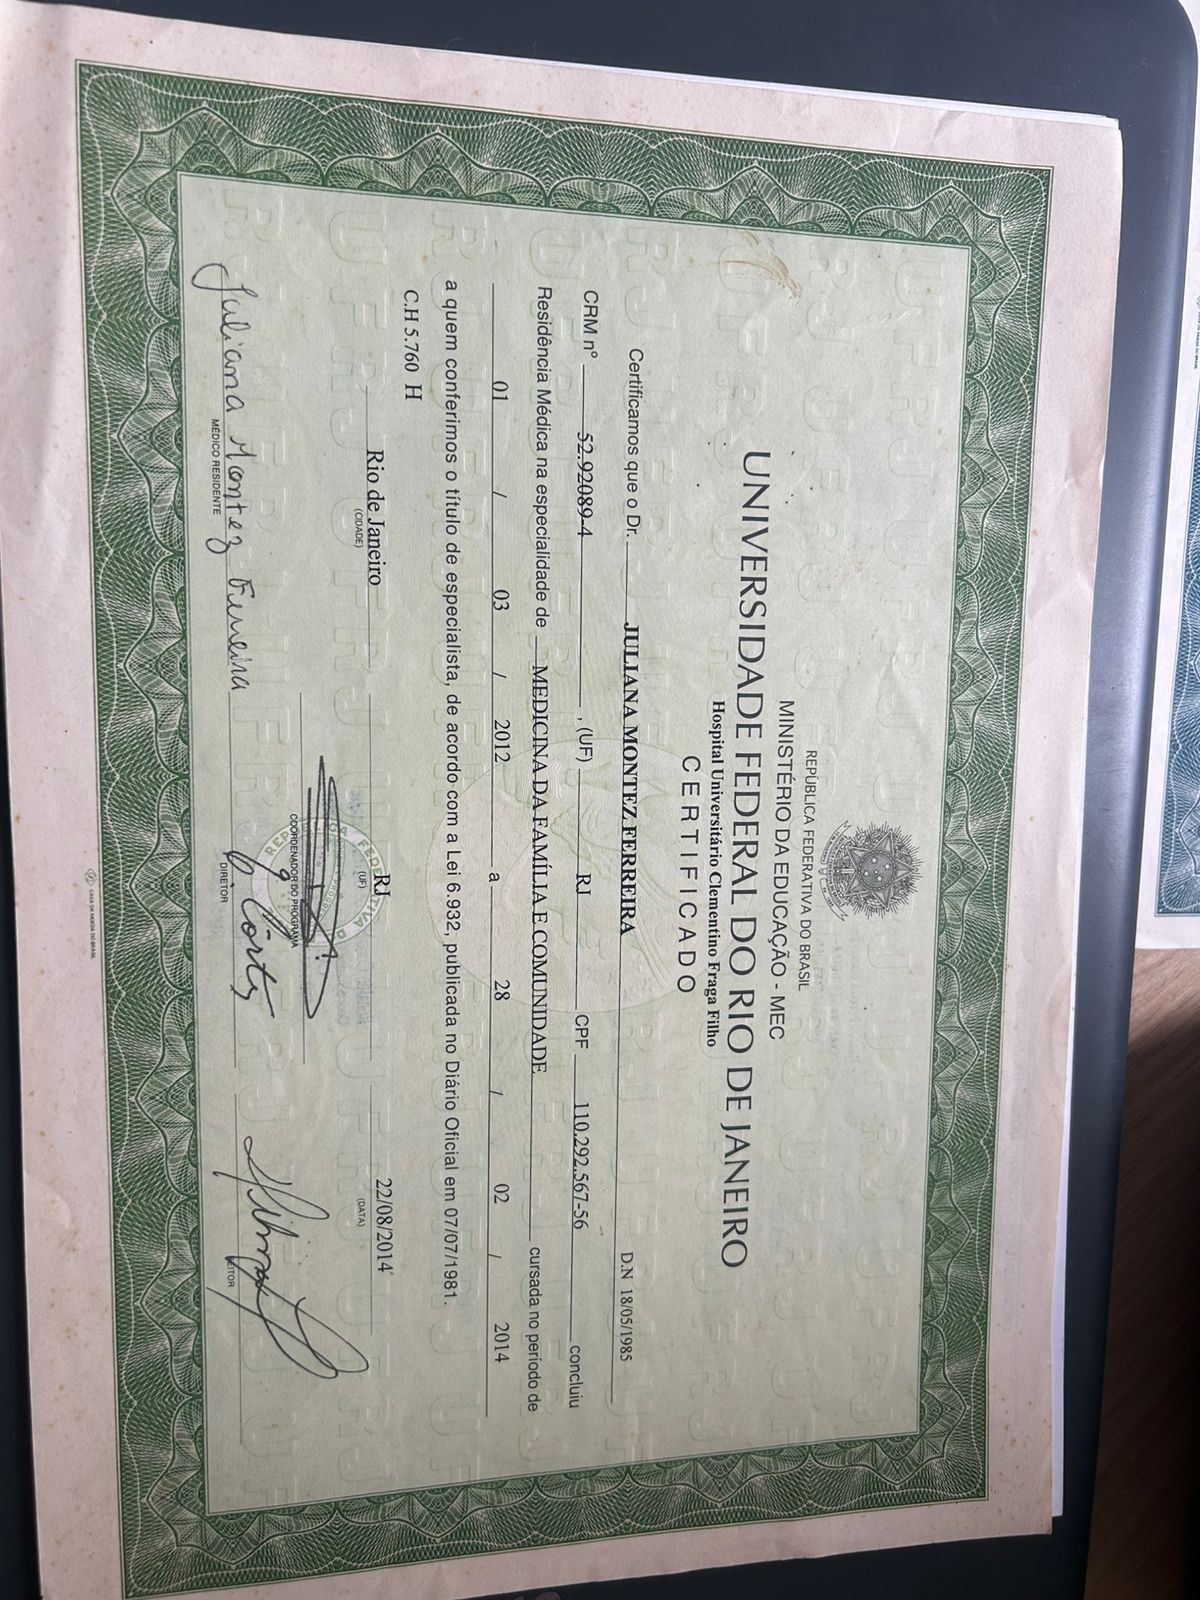 REPÚBLICA FEDERATIVA DO BRASIL
MINISTÉRIO DA EDUCAÇÃO - MEC
UNIVERSIDADE FEDERAL DO RIO DE JANEIRO
Hospital Universitário Clementino Fraga Filho
CERTIFICADO
Certificamos que o Dr. JULIANA MONTEZ FERREIRA D.N 18/05/1985
CRM nº 52.92089-4 , (UF) RJ CPF 110.292.567-56 concluiu
Residência Médica na especialidade de MEDICINA DA FAMÍLIA E COMUNIDADE cursada no período de
01 / 03 / 2012 a 28 / 02 / 2014
a quem conferimos o título de especialista, de acordo com a Lei 6.932, publicada no Diário Oficial em 07/07/1981.
C.H 5.760 H
Rio de Janeiro RJ 22/08/2014
(CIDADE) (UF) (DATA)
COORDENADOR DO PROGRAMA
Juliana Montez Ferreira
MÉDICO RESIDENTE DIRETOR
CASA DA MOEDA DO BRASIL